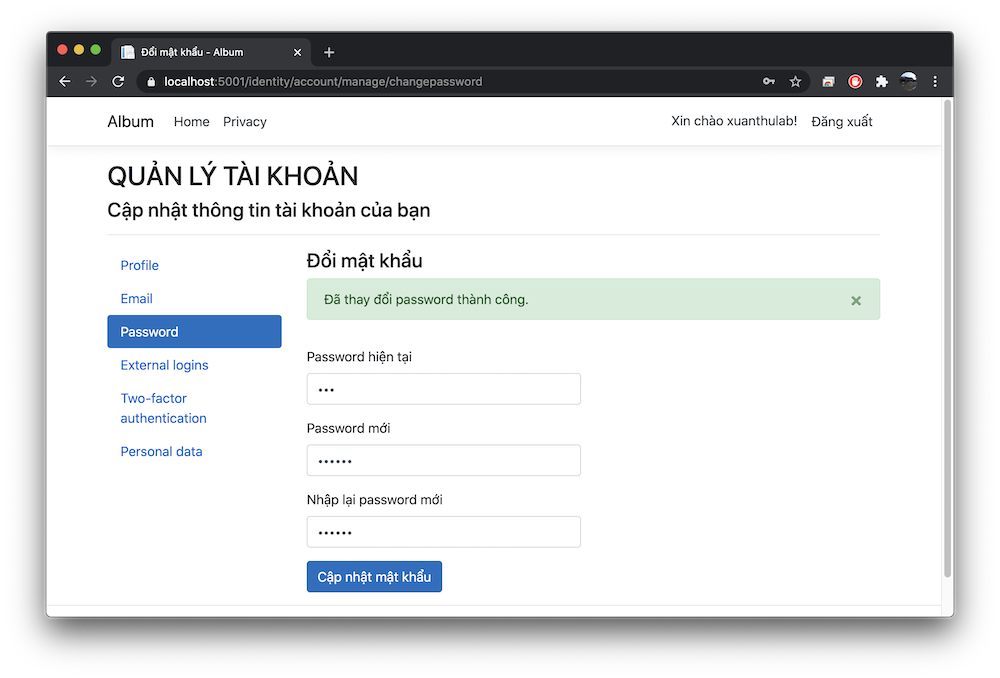 Đổi mật khẩu - Album
localhost:5001/identity/account/manage/changepassword
Album Home Privacy Xin chào xuanthulab! Đăng xuất
QUẢN LÝ TÀI KHOẢN
Cập nhật thông tin tài khoản của bạn
Profile
Email
Password
External logins
Two-factor
authentication
Personal data
Đổi mật khẩu
Đã thay đổi password thành công.
Password hiện tại
•••
Password mới
••••••
Nhập lại password mới
••••••
Cập nhật mật khẩu